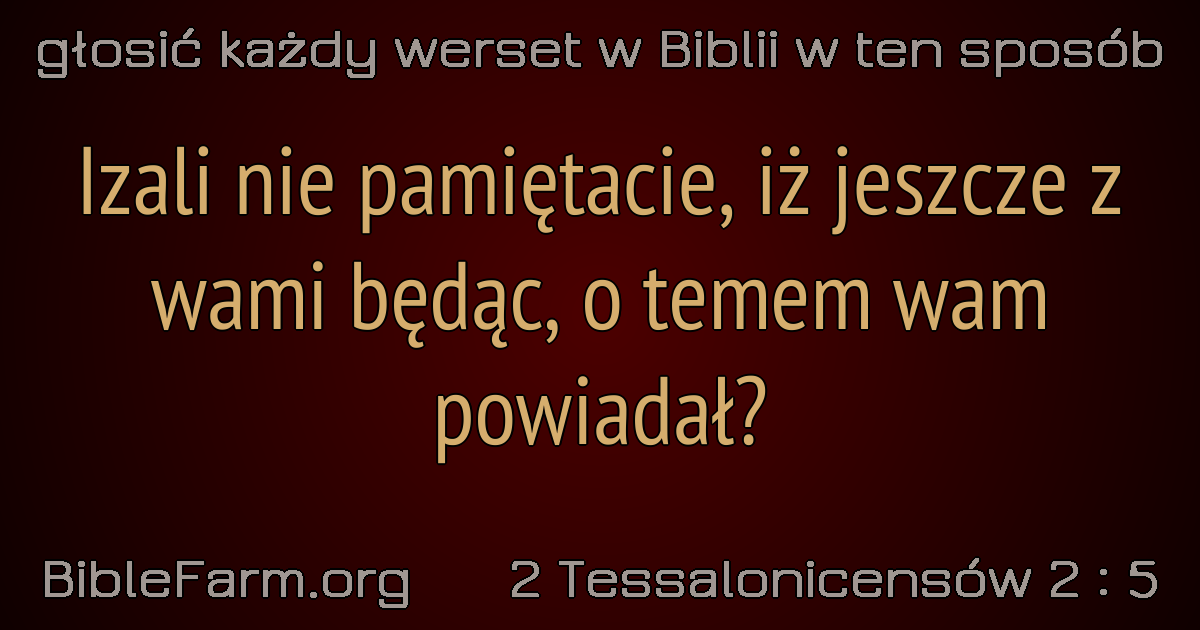 głosić każdy werset w Biblii w ten sposób
Izali nie pamiętacie, iż jeszcze z
wami będąc, o temem wam
powiadał?
BibleFarm.org 2 Tessalonicensów 2 : 5